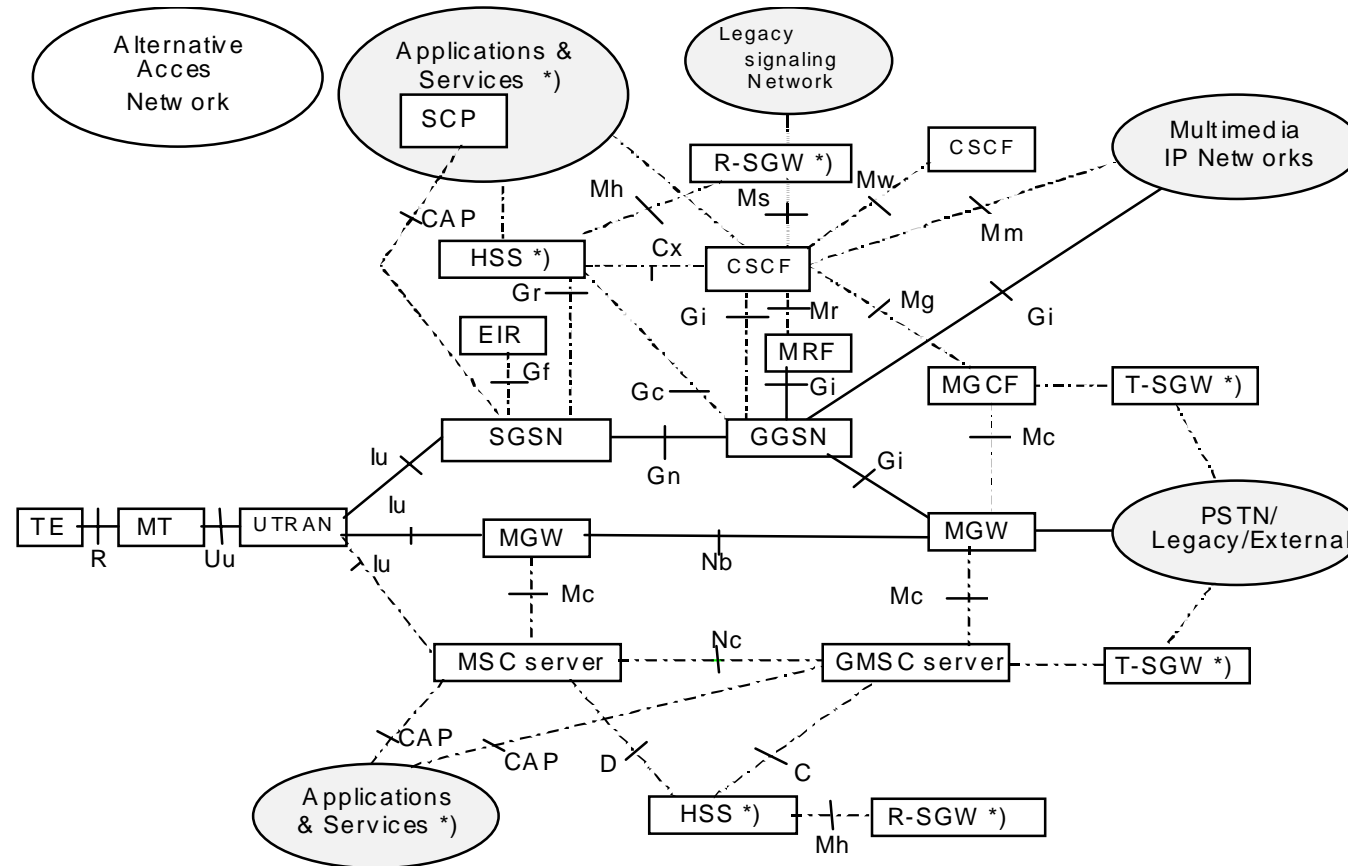 Alternative
Acces
Network
Applications &
Services *)
SCP
Legacy
signaling
Network
Multimedia
IP Networks
CSCF
R-SGW *)
Mh
Ms
Mw
Mm
CAP
HSS *)
Cx
CSCF
Gr
Gi
Mr
Mg
Gi
EIR
Gf
MRF
Gc
Gi
MGCF
T-SGW *)
SGSN
GGSN
Mc
Gn
Gi
Iu
Iu
TE
MT
UTRAN
MGW
MGW
PSTN/
Legacy/External
R
Uu
Iu
Nb
Mc
Mc
Nc
MSC server
GMSC server
T-SGW *)
CAP
CAP
D
C
Applications
& Services *)
HSS *)
R-SGW *)
Mh